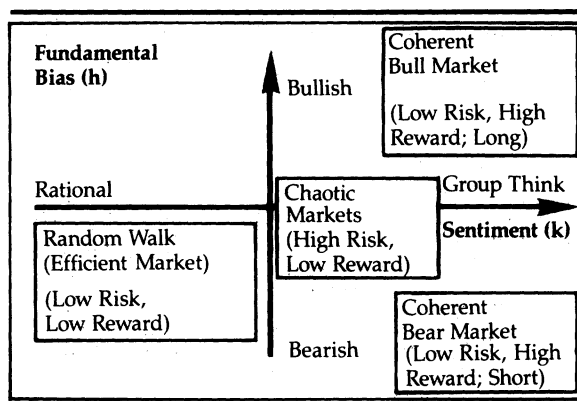 Fundamental
Bias (h)
Bullish
Coherent
Bull Market
(Low Risk, High
Reward; Long)
Rational
Chaotic
Markets
(High Risk,
Low Reward)
Group Think
Sentiment (k)
Random Walk
(Efficient Market)
(Low Risk,
Low Reward)
Bearish
Coherent
Bear Market
(Low Risk, High
Reward; Short)